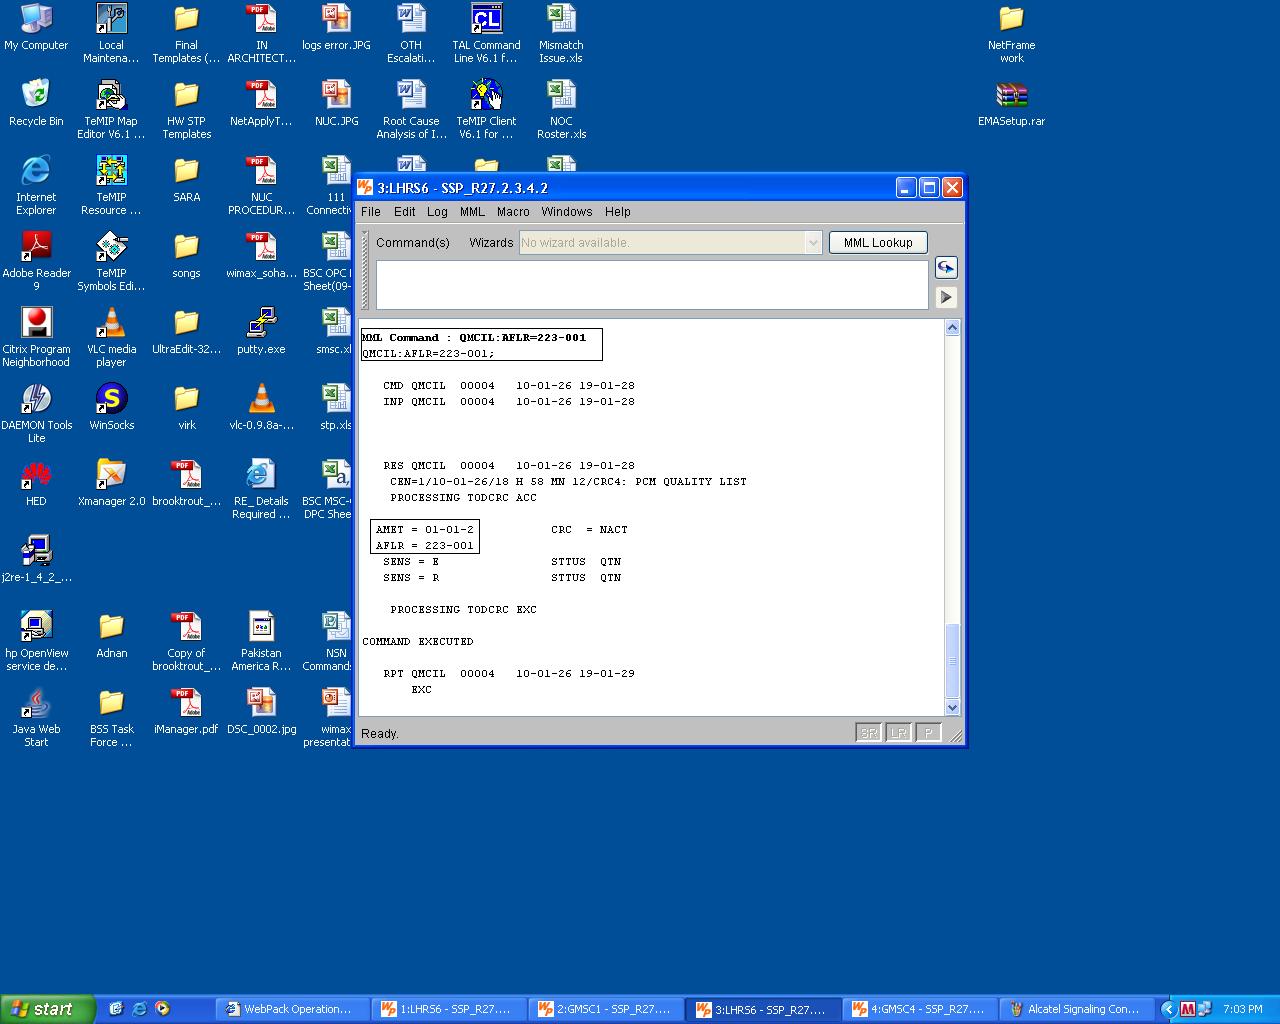 My Computer
Local Maintena...
Final Templates (...
IN ARCHITECT...
logs error.JPG
OTH Escalati...
TAL Command Line V6.1 f...
Mismatch Issue.xls
NetFrame work
Recycle Bin
TeMIP Map Editor V6.1 ...
HW STP Templates
NetApplyT...
NUC.JPG
Root Cause Analysis of I...
TeMIP Client V6.1 for ...
NOC Roster.xls
EMASetup.rar
Internet Explorer
TeMIP Resource ...
SARA
NUC PROCEDUR...
111 Connectiv
Adobe Reader 9
TeMIP Symbols Edi...
songs
wimax_soha...
BSC OPC Sheet(09-
Citrix Program Neighborhood
VLC media player
UltraEdit-32...
putty.exe
smsc.xl
DAEMON Tools Lite
WinSocks
virk
vlc-0.9.8a-...
stp.xls
HED
Xmanager 2.0
brooktrout_...
RE_ Details Required ...
BSC MSC- DPC Shee
j2re-1_4_2_...
hp OpenView service de...
Adnan
Copy of brooktrout_...
Pakistan America R...
NSN Commands
Java Web Start
BSS Task Force ...
iManager.pdf
DSC_0002.jpg
wimax presentat
3:LHRS6 - SSP_R27.2.3.4.2
File Edit Log MML Macro Windows Help
Command(s) Wizards No wizard available. MML Lookup
MML Command : QMCIL:AFLR=223-001
QMCIL:AFLR=223-001;
CMD QMCIL 00004 10-01-26 19-01-28
INP QMCIL 00004 10-01-26 19-01-28
RES QMCIL 00004 10-01-26 19-01-28
CEN=1/10-01-26/18 H 58 MN 12/CRC4: PCM QUALITY LIST
PROCESSING TODCRC ACC
AMET = 01-01-2 CRC = NACT
AFLR = 223-001
SENS = E STTUS QTN
SENS = R STTUS QTN
PROCESSING TODCRC EXC
COMMAND EXECUTED
RPT QMCIL 00004 10-01-26 19-01-29
EXC
Ready. SR LR P
start
WebPack Operation...
1:LHRS6 - SSP_R27....
2:GMSC1 - SSP_R27....
3:LHRS6 - SSP_R27....
4:GMSC4 - SSP_R27....
Alcatel Signaling Con...
7:03 PM